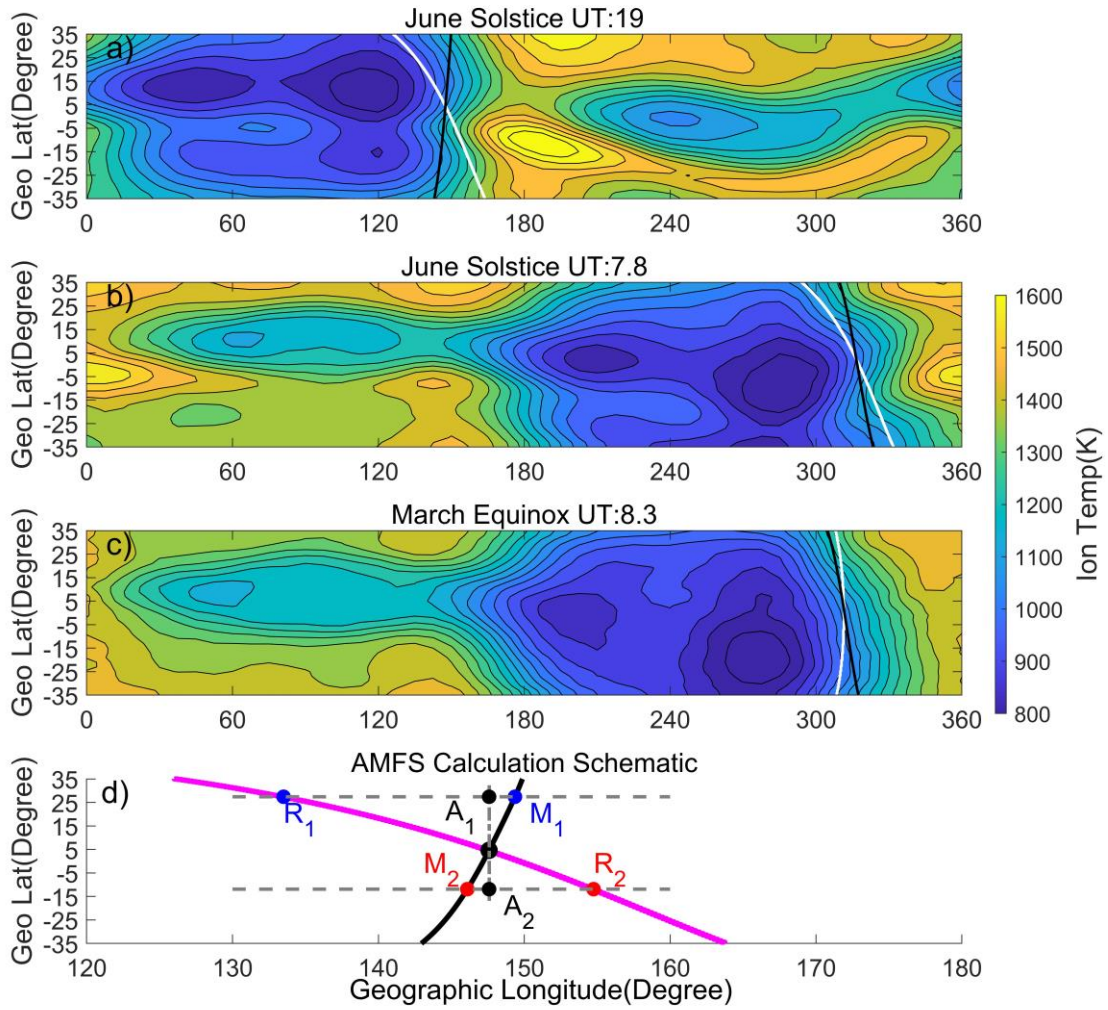 June Solstice UT:19
a)
Geo Lat(Degree)
35
25
15
5
-5
-15
-25
-35
0 60 120 180 240 300 360
June Solstice UT:7.8
b)
Geo Lat(Degree)
35
25
15
5
-5
-15
-25
-35
0 60 120 180 240 300 360
March Equinox UT:8.3
c)
Geo Lat(Degree)
35
25
15
5
-5
-15
-25
-35
0 60 120 180 240 300 360
1600
1500
1400
1300
1200
1100
1000
900
800
Ion Temp(K)
AMFS Calculation Schematic
d)
Geo Lat(Degree)
35
25
15
5
-5
-15
-25
-35
R1 A1 M1
M2 R2
A2
120 130 140 150 160 170 180
Geographic Longitude(Degree)